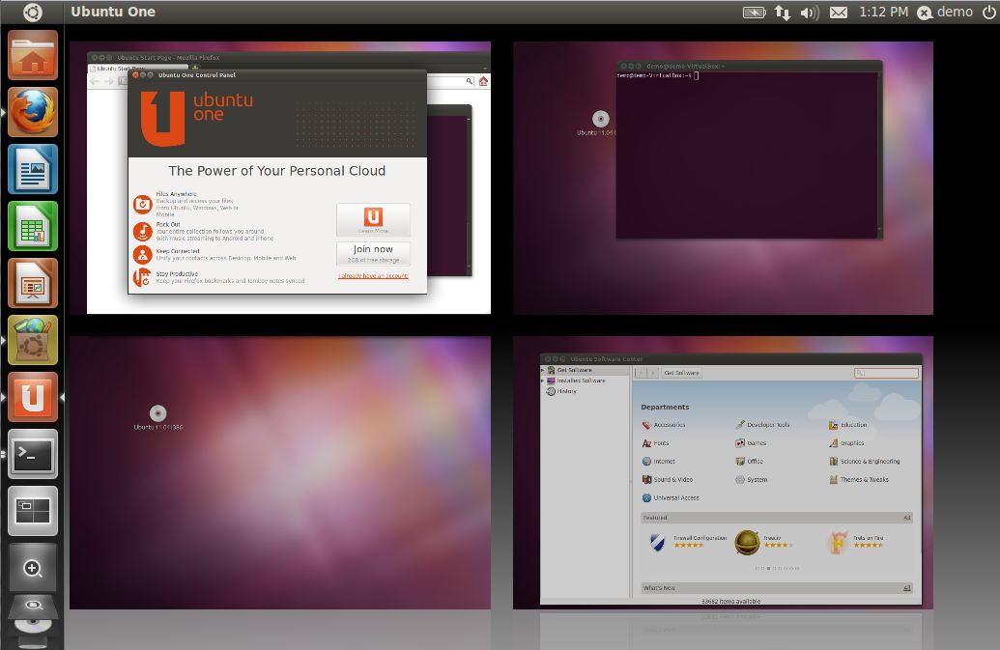 Ubuntu One
1:12 PM
demo
Ubuntu Start Page - Mozilla Firefox
Ubuntu Start
Ubuntu One Control Panel
ubuntu
one
The Power of Your Personal Cloud
Files Anywhere
Backup and access your files
from Ubuntu, Windows, Web or
Mobile
Rock Out
Your entire collection follows you around
with music streaming to Android and iPhone
Keep Connected
Unify your contacts across Desktop, Mobile and Web
Stay Productive
Keep your Firefox bookmarks and Tomboy notes synced
Learn More
Join now
2GB of free storage
I already have an account!
demo@demo-VirtualBox: ~
demo@demo-VirtualBox:~$
Ubuntu 11.04 i
Ubuntu 11.04 i386
Ubuntu Software Center
Get Software
Installed Software
History
Get Software
Departments
Accessories
Developer Tools
Education
Fonts
Games
Graphics
Internet
Office
Science & Engineering
Sound & Video
System
Themes & Tweaks
Universal Access
Featured
All
Firewall Configuration
Freeciv
Frets on Fire
What's New
All
33682 items available